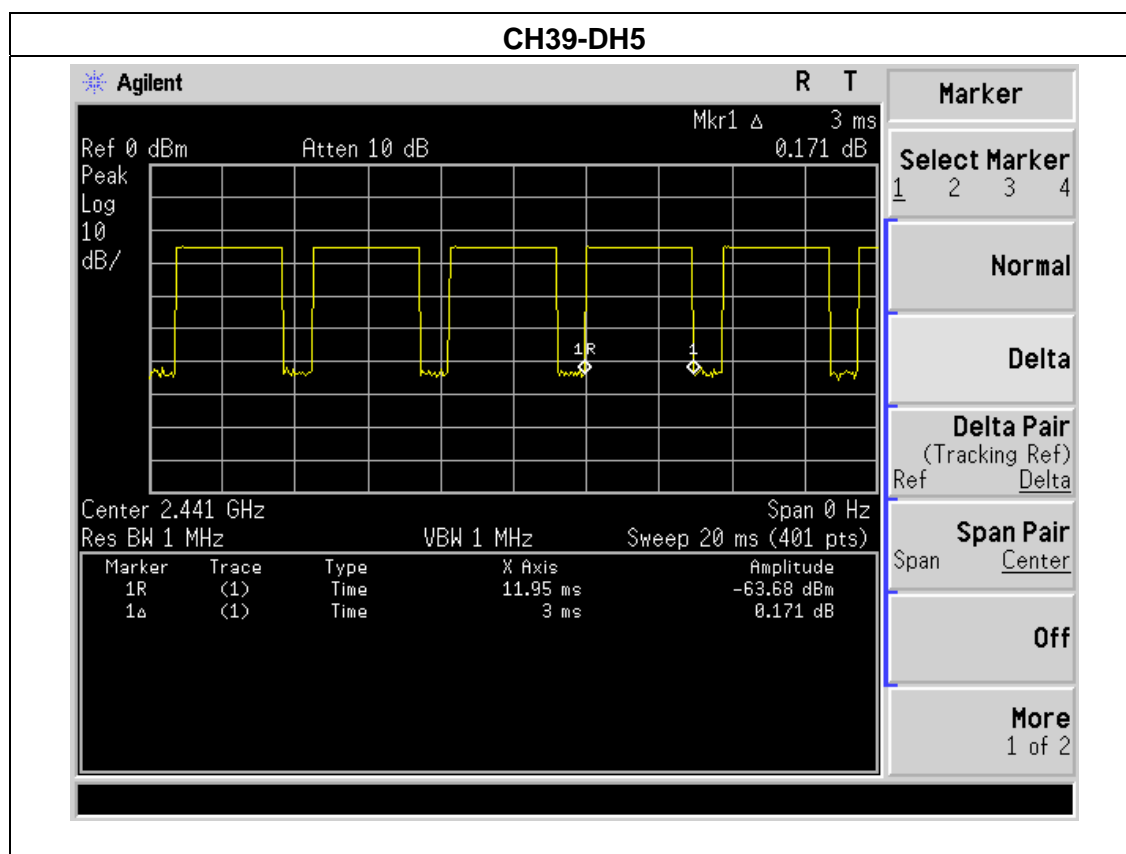 CH39-DH5
Agilent R T
Mkr1 Δ 3 ms
Ref 0 dBm Atten 10 dB 0.171 dB
Peak
Log
10
dB/
1R 1
Center 2.441 GHz Span 0 Hz
Res BW 1 MHz VBW 1 MHz Sweep 20 ms (401 pts)
Marker Trace Type X Axis Amplitude
1R (1) Time 11.95 ms -63.68 dBm
1Δ (1) Time 3 ms 0.171 dB
Marker
Select Marker
1 2 3 4
Normal
Delta
Delta Pair
(Tracking Ref)
Ref Delta
Span Pair
Span Center
Off
More
1 of 2